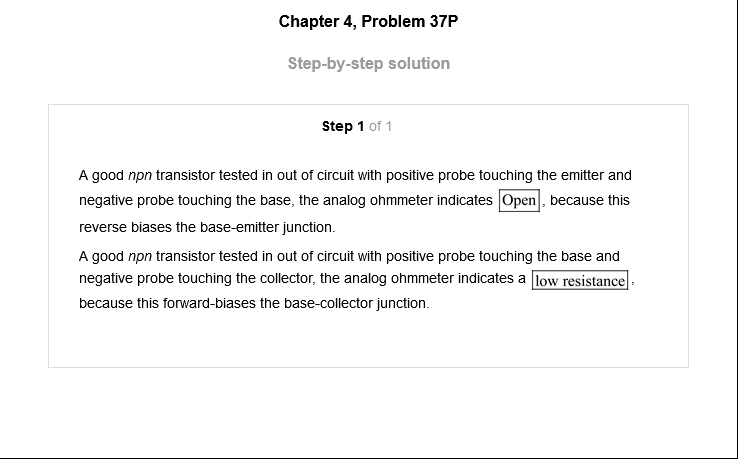 Chapter 4, Problem 37P
Step-by-step solution
Step 1 of 1
A good npn transistor tested in out of circuit with positive probe touching the emitter and
negative probe touching the base, the analog ohmmeter indicates Open, because this
reverse biases the base-emitter junction.
A good npn transistor tested in out of circuit with positive probe touching the base and
negative probe touching the collector, the analog ohmmeter indicates a low resistance,
because this forward-biases the base-collector junction.